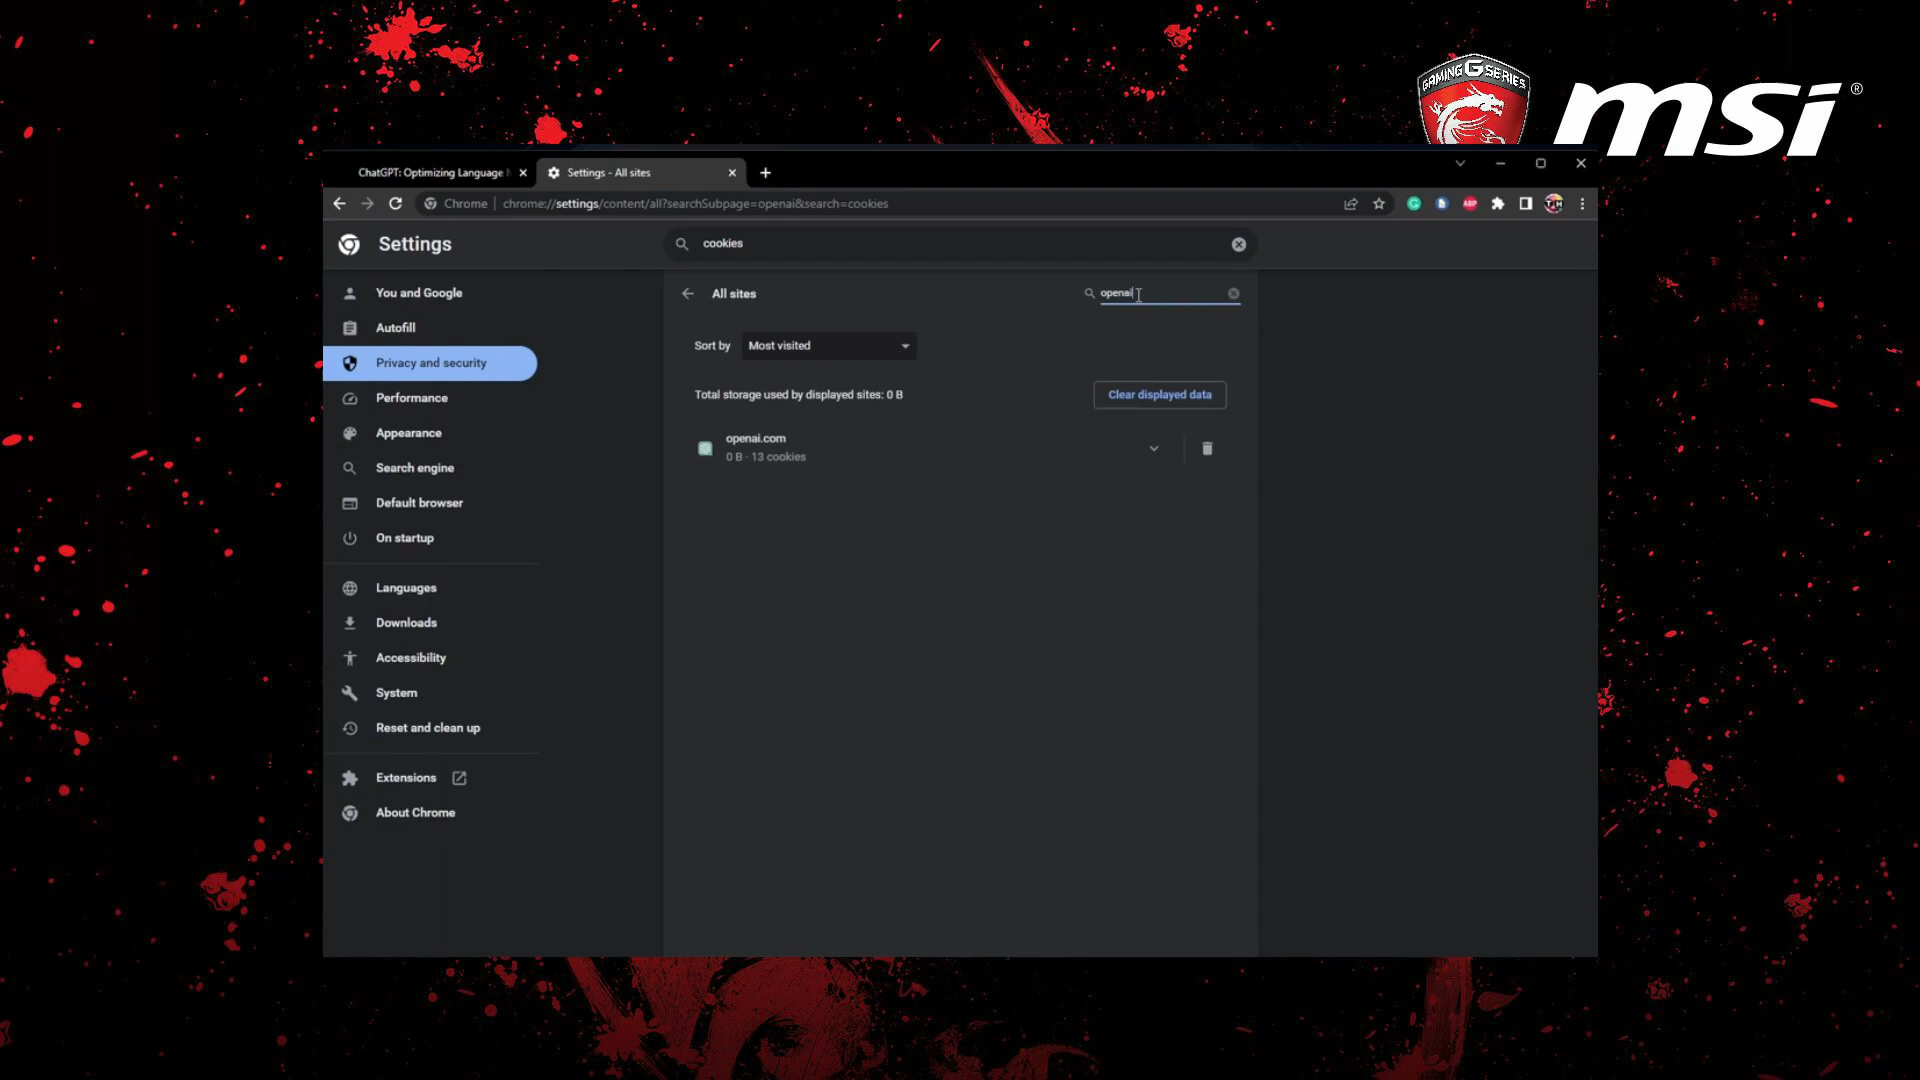 GAMING G SERIES
msi®
ChatGPT: Optimizing Language
Settings - All sites
Chrome | chrome://settings/content/all?searchSubpage=openai&search=cookies
ABP
Settings
cookies
You and Google
Autofill
Privacy and security
Performance
Appearance
Search engine
Default browser
On startup
Languages
Downloads
Accessibility
System
Reset and clean up
Extensions
About Chrome
All sites
openai
Sort by Most visited
Total storage used by displayed sites: 0 B
Clear displayed data
openai.com
0 B · 13 cookies